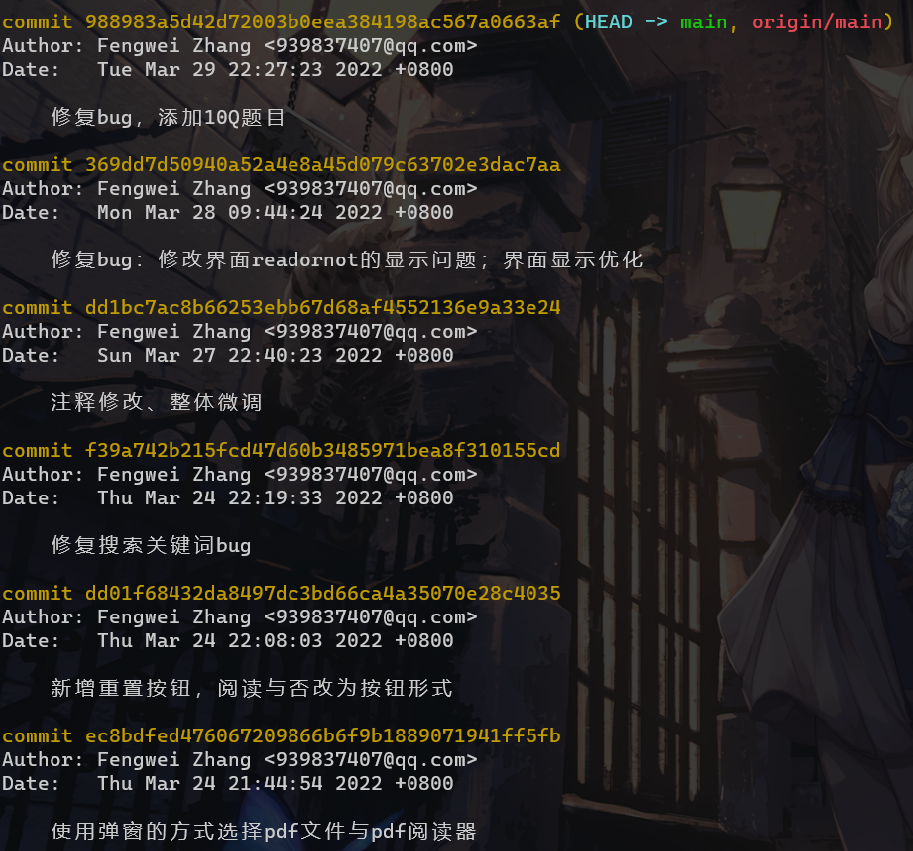 commit 988983a5d42d72003b0eea384198ac567a0663af (HEAD -> main, origin/main)
Author: Fengwei Zhang <939837407@qq.com>
Date:   Tue Mar 29 22:27:23 2022 +0800
修复bug，添加10Q题目
commit 369dd7d50940a52a4e8a45d079c63702e3dac7aa
Author: Fengwei Zhang <939837407@qq.com>
Date:   Mon Mar 28 09:44:24 2022 +0800
修复bug：修改界面readornot的显示问题；界面显示优化
commit dd1bc7ac8b66253ebb67d68af4552136e9a33e24
Author: Fengwei Zhang <939837407@qq.com>
Date:   Sun Mar 27 22:40:23 2022 +0800
注释修改、整体微调
commit f39a742b215fcd47d60b3485971bea8f310155cd
Author: Fengwei Zhang <939837407@qq.com>
Date:   Thu Mar 24 22:19:33 2022 +0800
修复搜索关键词bug
commit dd01f68432da8497dc3bd66ca4a35070e28c4035
Author: Fengwei Zhang <939837407@qq.com>
Date:   Thu Mar 24 22:08:03 2022 +0800
新增重置按钮，阅读与否改为按钮形式
commit ec8bdfed476067209866b6f9b1889071941ff5fb
Author: Fengwei Zhang <939837407@qq.com>
Date:   Thu Mar 24 21:44:54 2022 +0800
使用弹窗的方式选择pdf文件与pdf阅读器